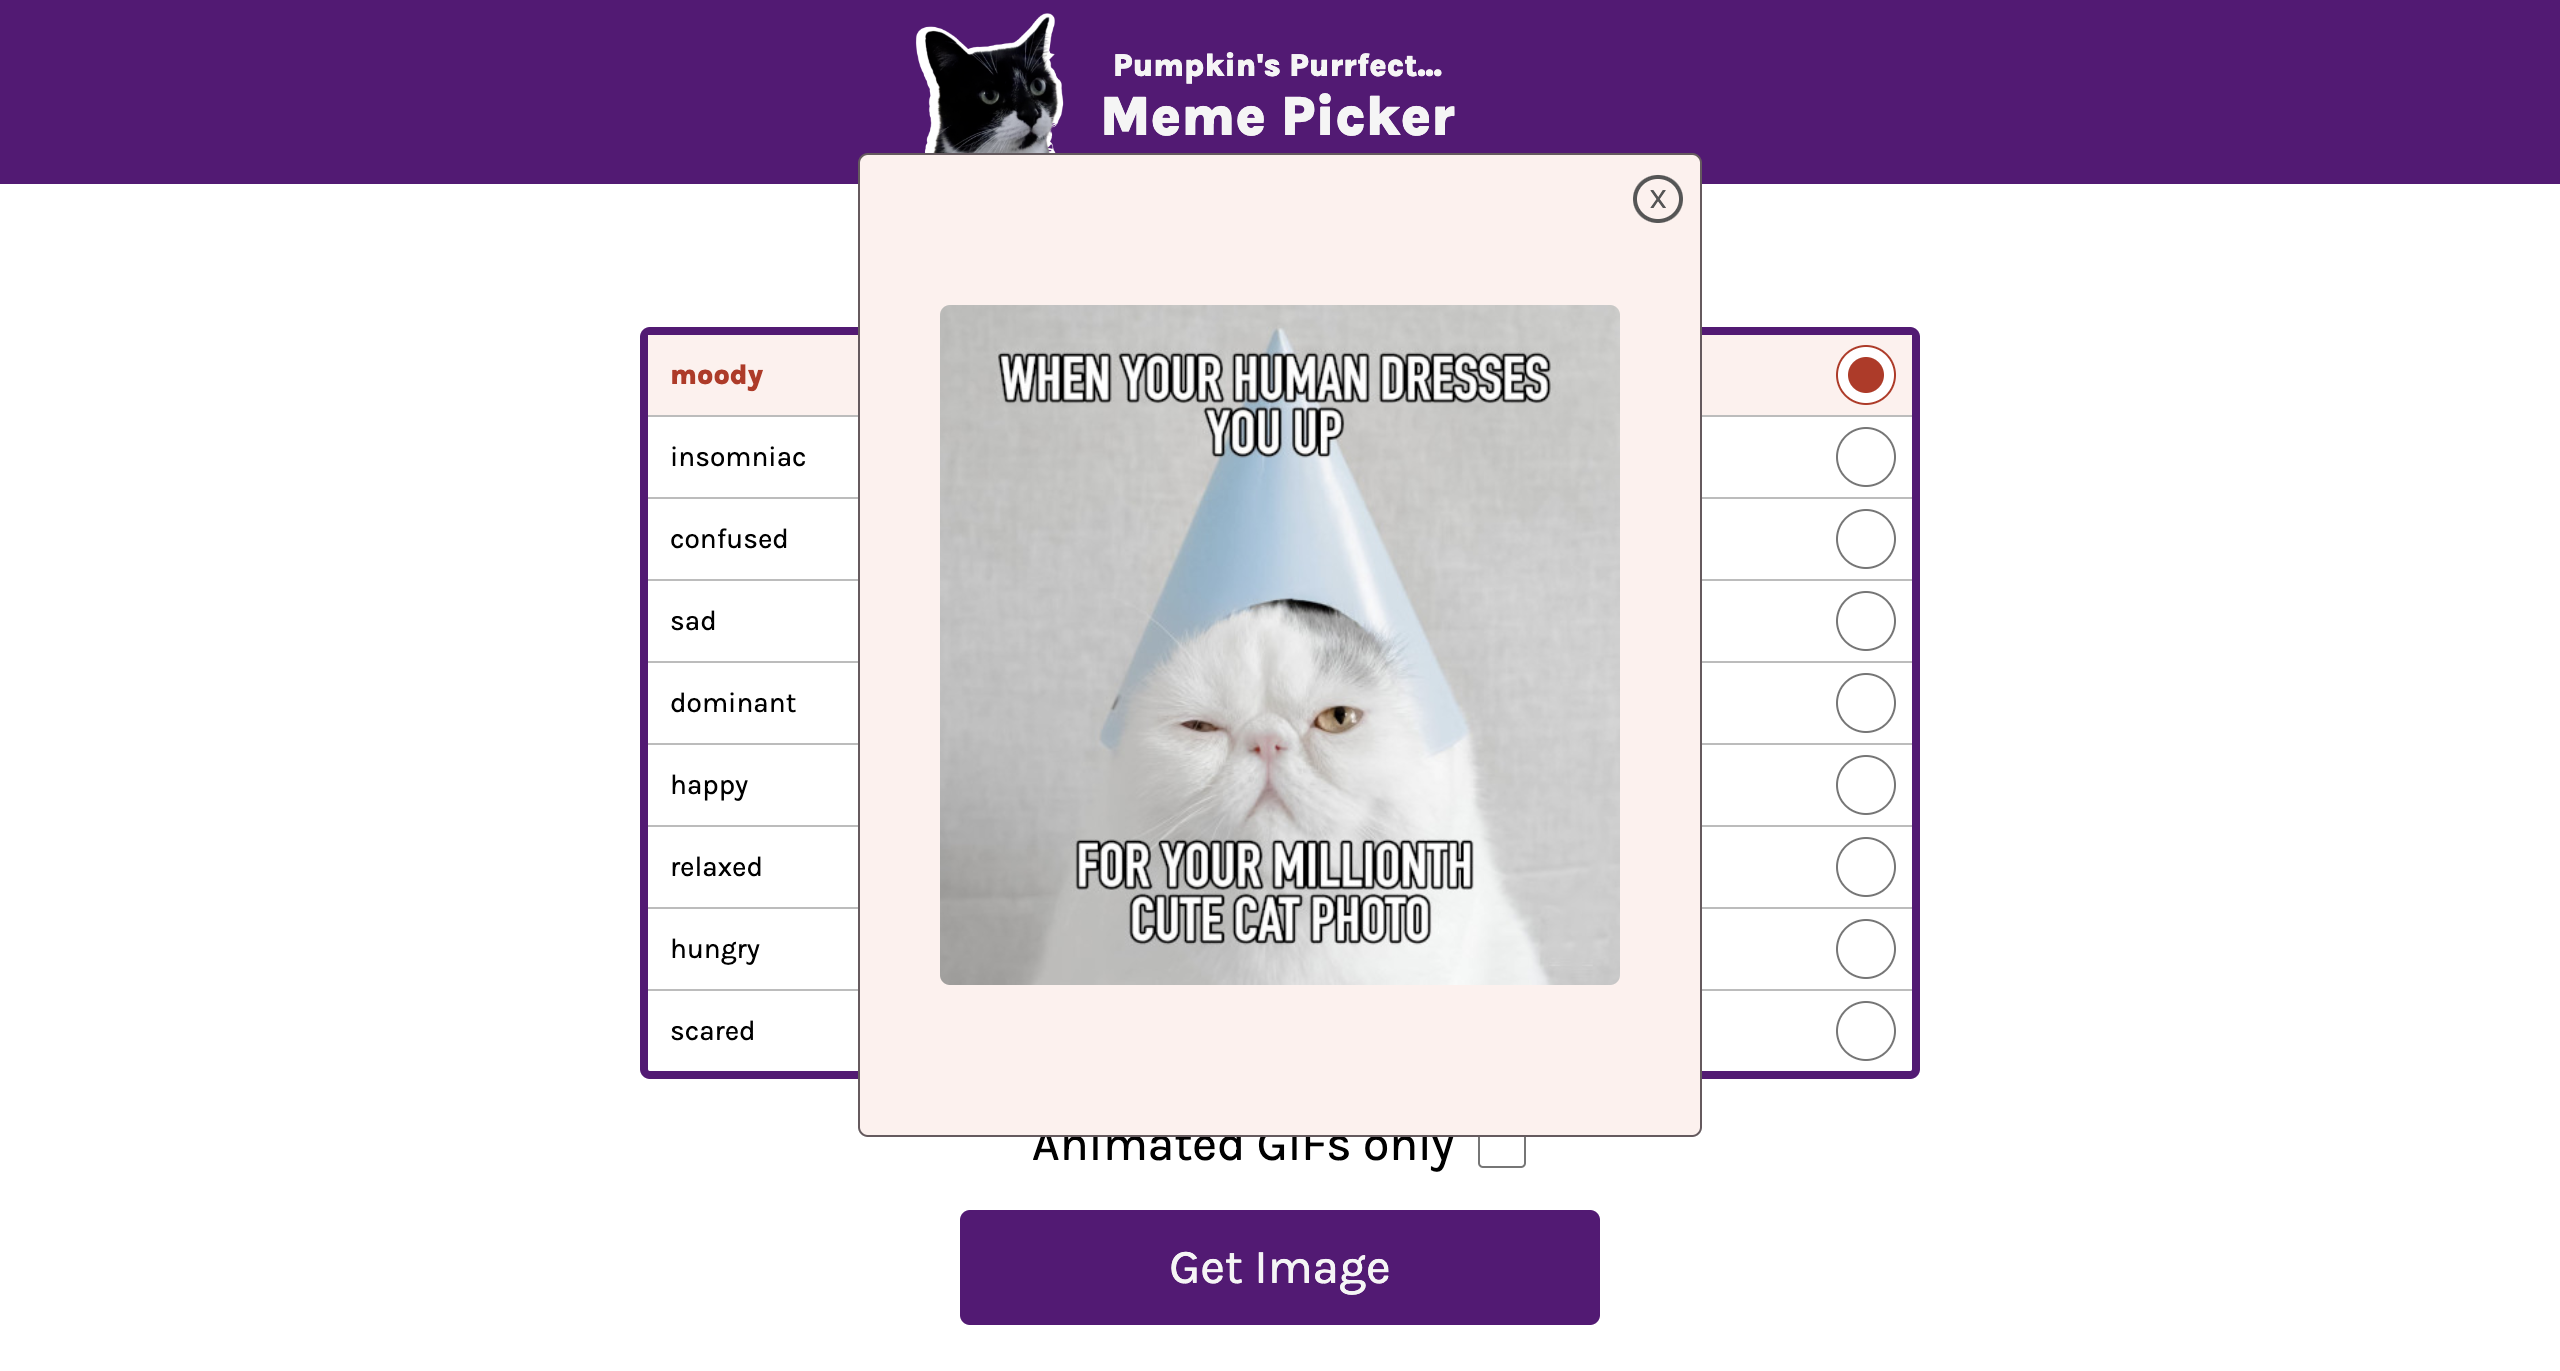 Pumpkin's Purrfect...
Meme Picker
X
WHEN YOUR HUMAN DRESSES
YOU UP
FOR YOUR MILLIONTH
CUTE CAT PHOTO
moody
insomniac
confused
sad
dominant
happy
relaxed
hungry
scared
Animated GIFs only
Get Image